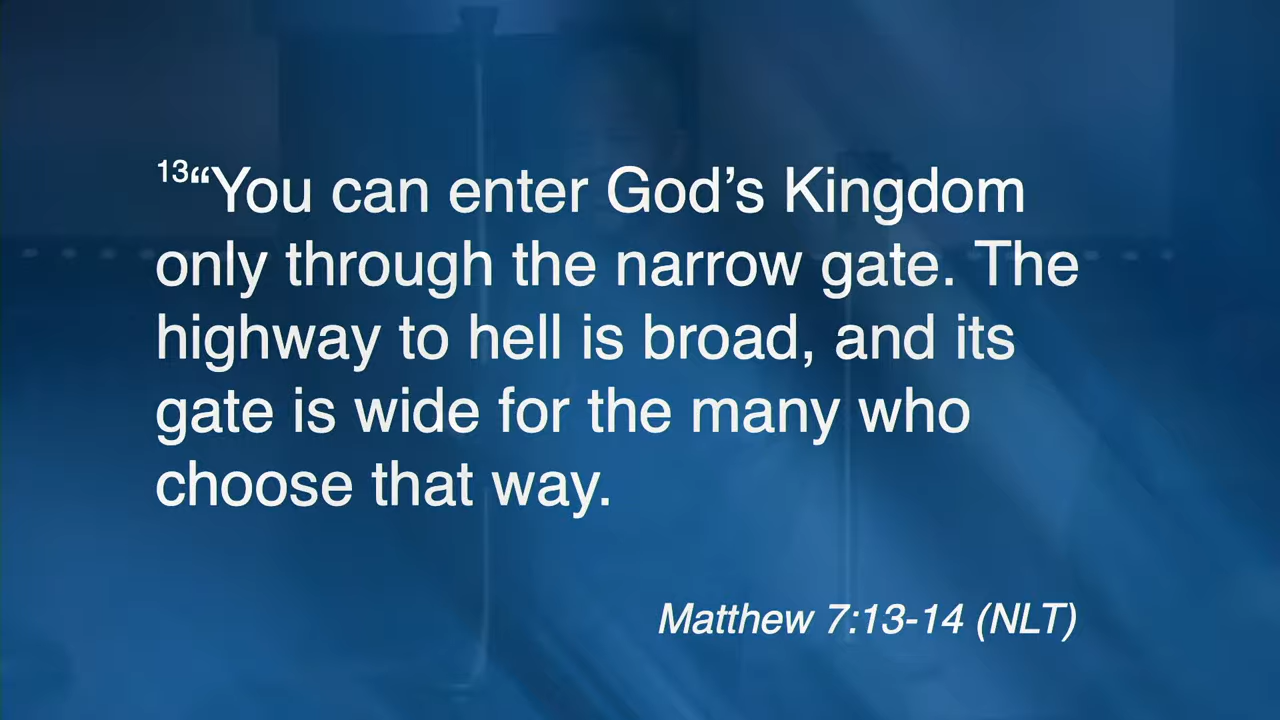 13“You can enter God’s Kingdom
only through the narrow gate. The
highway to hell is broad, and its
gate is wide for the many who
choose that way.
Matthew 7:13-14 (NLT)